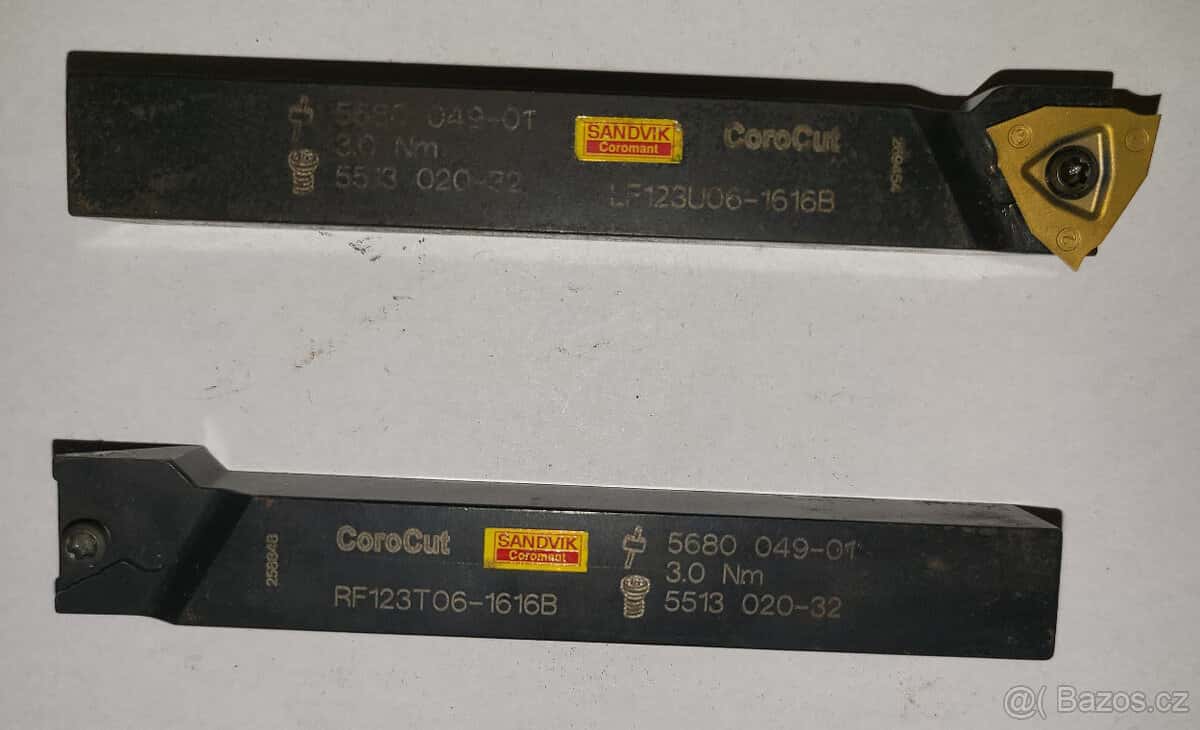 5680 049-01
3.0 Nm
5513 020-32
SANDVIK
Coromant
CoroCut
LF123U06-1616B
CoroCut
RF123T06-1616B
258848
SANDVIK
Coromant
5680 049-01
3.0 Nm
5513 020-32
@( Bazos.cz